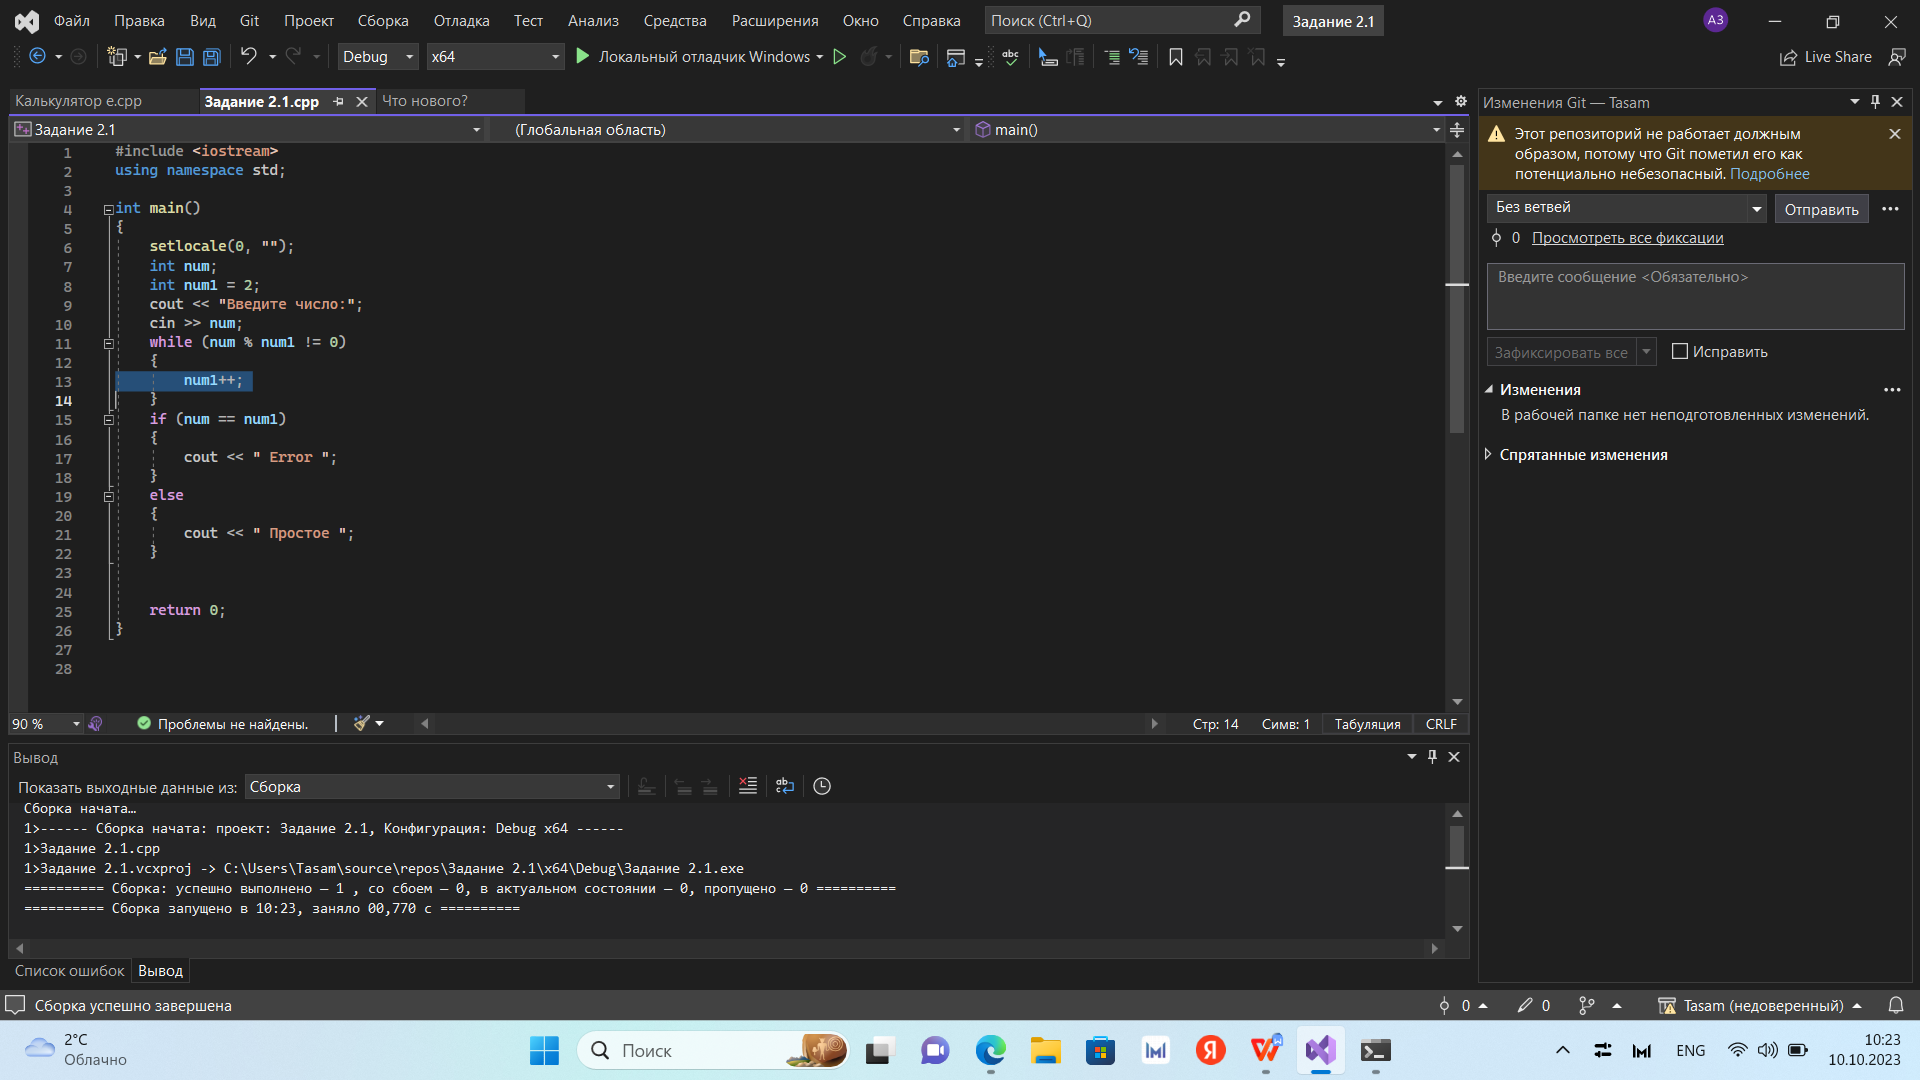 Файл Правка Вид Git Проект Сборка Отладка Тест Анализ Средства Расширения Окно Справка Поиск (Ctrl+Q) Задание 2.1 АЗ
Debug x64 Локальный отладчик Windows Live Share
Калькулятор е.cpp Задание 2.1.cpp Что нового?
Задание 2.1 (Глобальная область) main()
1 #include <iostream>
2 using namespace std;
3
4 int main()
5 {
6 setlocale(0, "");
7 int num;
8 int num1 = 2;
9 cout << "Введите число:";
10 cin >> num;
11 while (num % num1 != 0)
12 {
13 num1++;
14 }
15 if (num == num1)
16 {
17 cout << " Error ";
18 }
19 else
20 {
21 cout << " Простое ";
22 }
23
24
25 return 0;
26 }
27
28
90 % Проблемы не найдены. Стр: 14 Симв: 1 Табуляция CRLF
Вывод
Показать выходные данные из: Сборка
Сборка начата…
1>------ Сборка начата: проект: Задание 2.1, Конфигурация: Debug x64 ------
1>Задание 2.1.cpp
1>Задание 2.1.vcxproj -> C:\Users\Tasam\source\repos\Задание 2.1\x64\Debug\Задание 2.1.exe
========== Сборка: успешно выполнено — 1 , со сбоем — 0, в актуальном состоянии — 0, пропущено — 0 ==========
========== Сборка запущено в 10:23, заняло 00,770 с ==========
Список ошибок Вывод
Изменения Git — Tasam
Этот репозиторий не работает должным
образом, потому что Git пометил его как
потенциально небезопасный. Подробнее
Без ветвей Отправить
0 Просмотреть все фиксации
Введите сообщение <Обязательно>
Зафиксировать все Исправить
Изменения
В рабочей папке нет неподготовленных изменений.
Спрятанные изменения
Сборка успешно завершена 0 0 Tasam (недоверенный)
2°C
Облачно
Поиск
ENG
10:23
10.10.2023